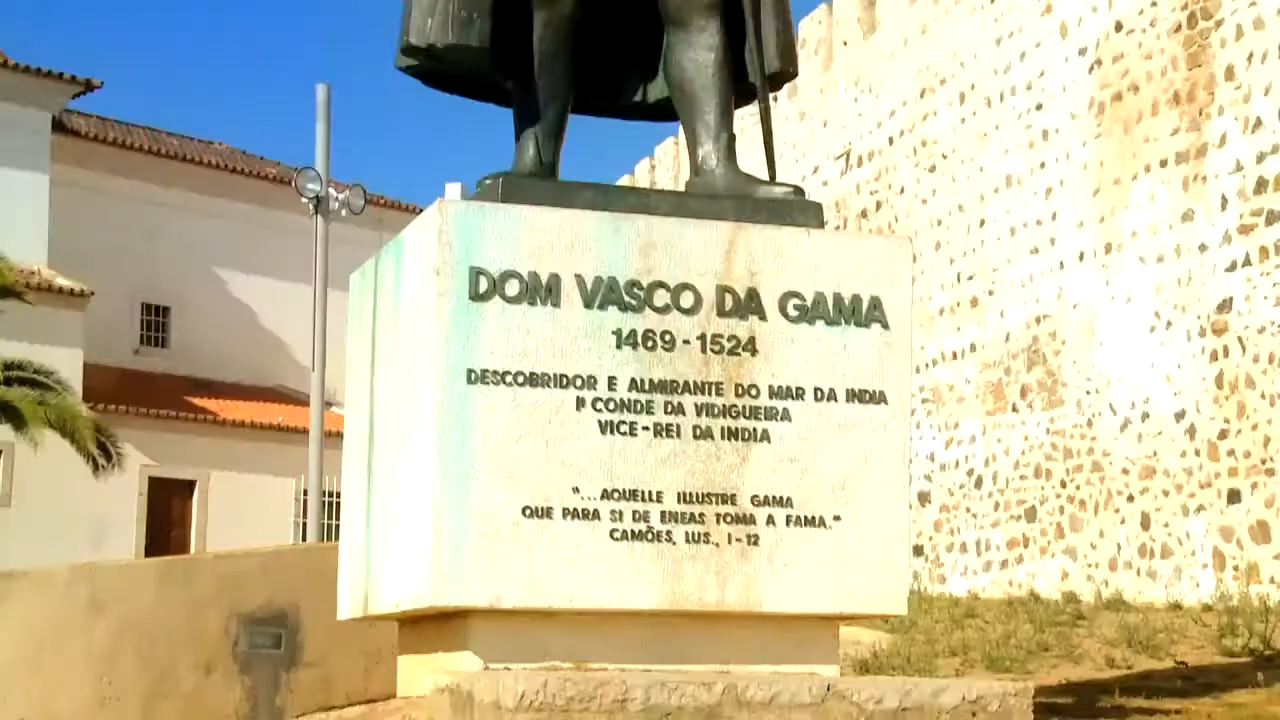 DOM VASCO DA GAMA
1469-1524
DESCOBRIDOR E ALMIRANTE DO MAR DA INDIA
1º CONDE DA VIDIGUEIRA
VICE-REI DA INDIA
"...AQUELLE ILLUSTRE GAMA
QUE PARA SI DE ENEAS TOMA A FAMA."
CAMÕES, LUS., I-12